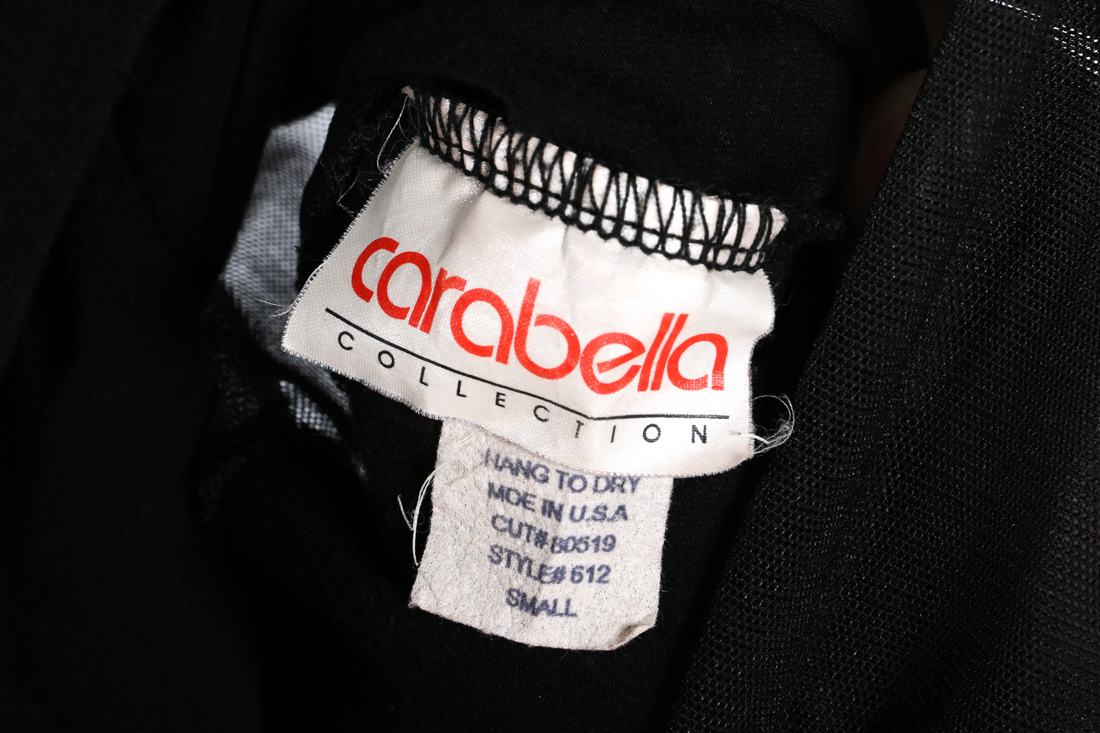 carabella
COLLECTION
HANG TO DRY
MDE IN U.S.A
CUT# 80519
STYLE# 612
SMALL